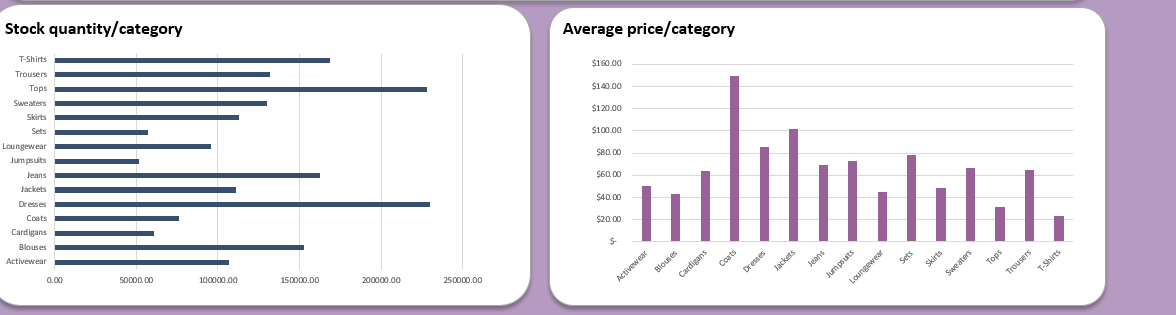 Stock quantity/category
T-Shirts
Trousers
Tops
Sweaters
Skirts
Sets
Loungewear
Jumpsuits
Jeans
Jackets
Dresses
Coats
Cardigans
Blouses
Activewear
0.00 50000.00 100000.00 150000.00 200000.00 250000.00
Average price/category
$160.00
$140.00
$120.00
$100.00
$80.00
$60.00
$40.00
$20.00
$-
Activewear Blouses Cardigans Coats Dresses Jackets Jeans Jumpsuits Loungewear Sets Skirts Sweaters Tops Trousers T-Shirts